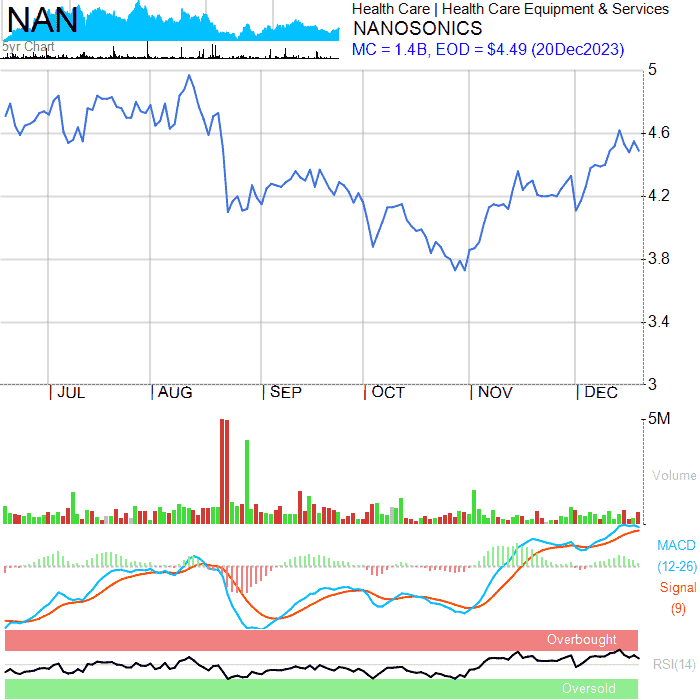 NAN
5yr Chart
Health Care | Health Care Equipment & Services
NANOSONICS
MC = 1.4B, EOD = $4.49 (20Dec2023)
5
4.6
4.2
3.8
3.4
3
JUL
AUG
SEP
OCT
NOV
DEC
5M
Volume
MACD
(12-26)
Signal
(9)
Overbought
RSI(14)
Oversold